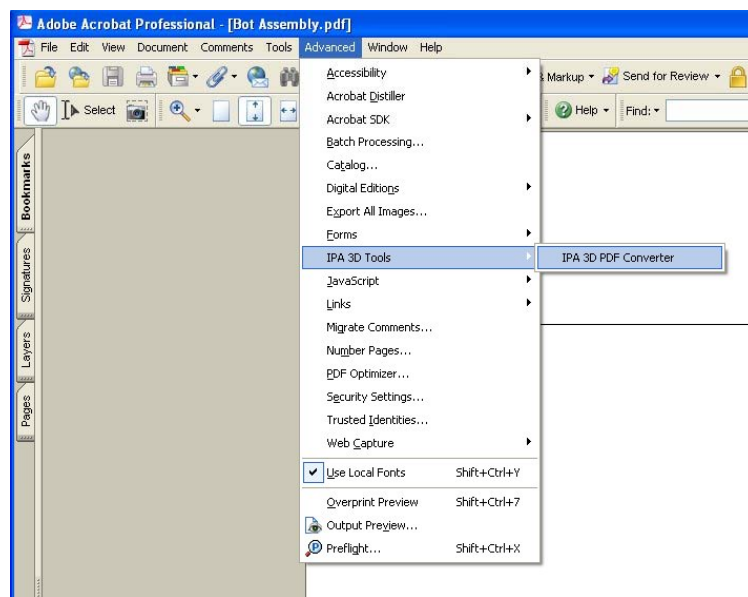 Adobe Acrobat Professional - [Bot Assembly.pdf]
File Edit View Document Comments Tools Advanced Window Help
& Markup Send for Review
Select Help Find:
Accessibility
Acrobat Distiller
Acrobat SDK
Batch Processing...
Catalog...
Digital Editions
Export All Images...
Forms
IPA 3D Tools
IPA 3D PDF Converter
JavaScript
Links
Migrate Comments...
Number Pages...
PDF Optimizer...
Security Settings...
Trusted Identities...
Web Capture
Use Local Fonts Shift+Ctrl+Y
Overprint Preview Shift+Ctrl+7
Output Preview...
Preflight... Shift+Ctrl+X
Bookmarks
Signatures
Layers
Pages